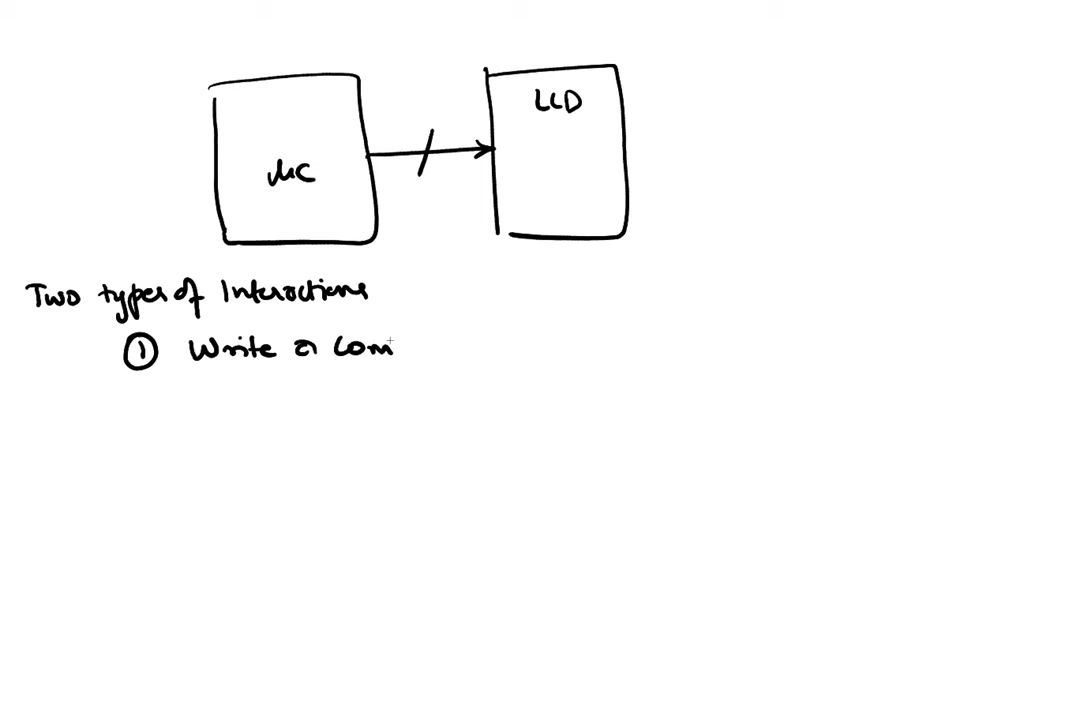 LCD
μC
Two types of Interactions
① Write a Com